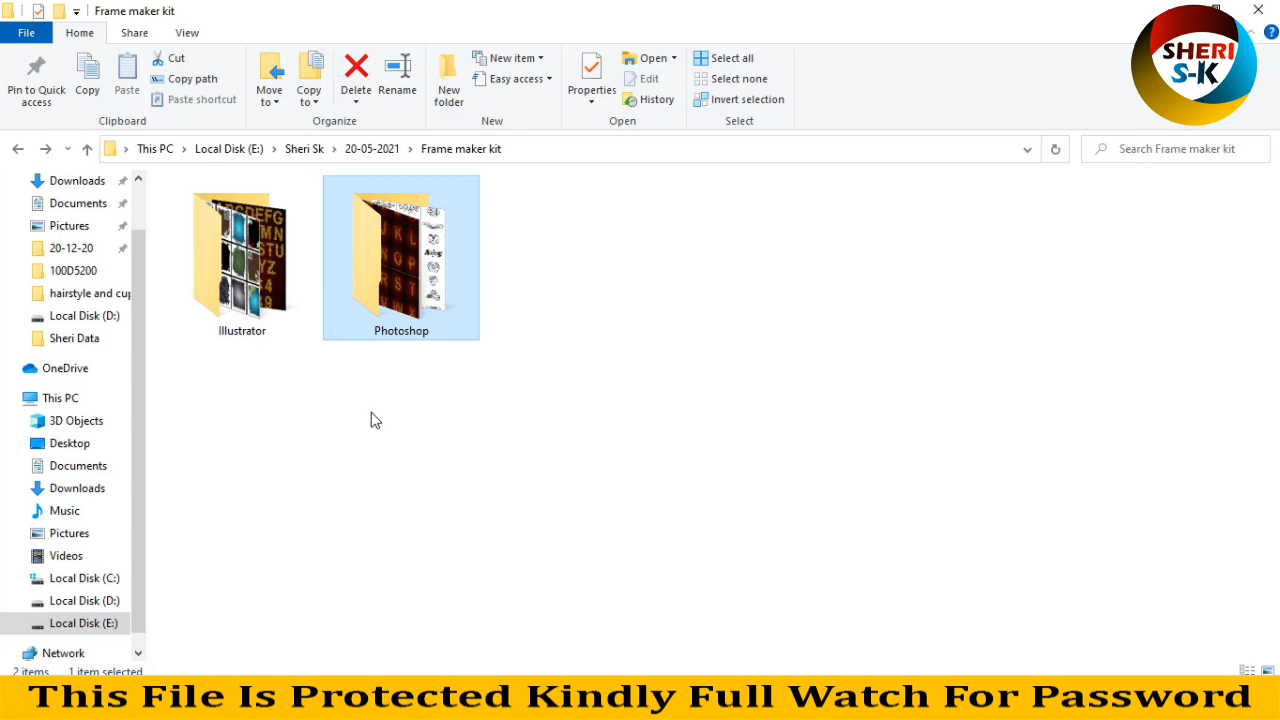 Frame maker kit
File
Home
Share
View
Pin to Quick access
Copy
Paste
Cut
Copy path
Paste shortcut
Clipboard
Move to
Copy to
Delete
Rename
Organize
New folder
New item
Easy access
New
Properties
Open
Edit
History
Open
Select all
Select none
Invert selection
Select
SHERI
S-K
This PC
Local Disk (E:)
Sheri Sk
20-05-2021
Frame maker kit
Search Frame maker kit
Downloads
Documents
Pictures
20-12-20
100D5200
hairstyle and cup
Local Disk (D:)
Sheri Data
OneDrive
This PC
3D Objects
Desktop
Documents
Downloads
Music
Pictures
Videos
Local Disk (C:)
Local Disk (D:)
Local Disk (E:)
Network
Illustrator
Photoshop
2 items
1 item selected
This File Is Protected Kindly Full Watch For Password